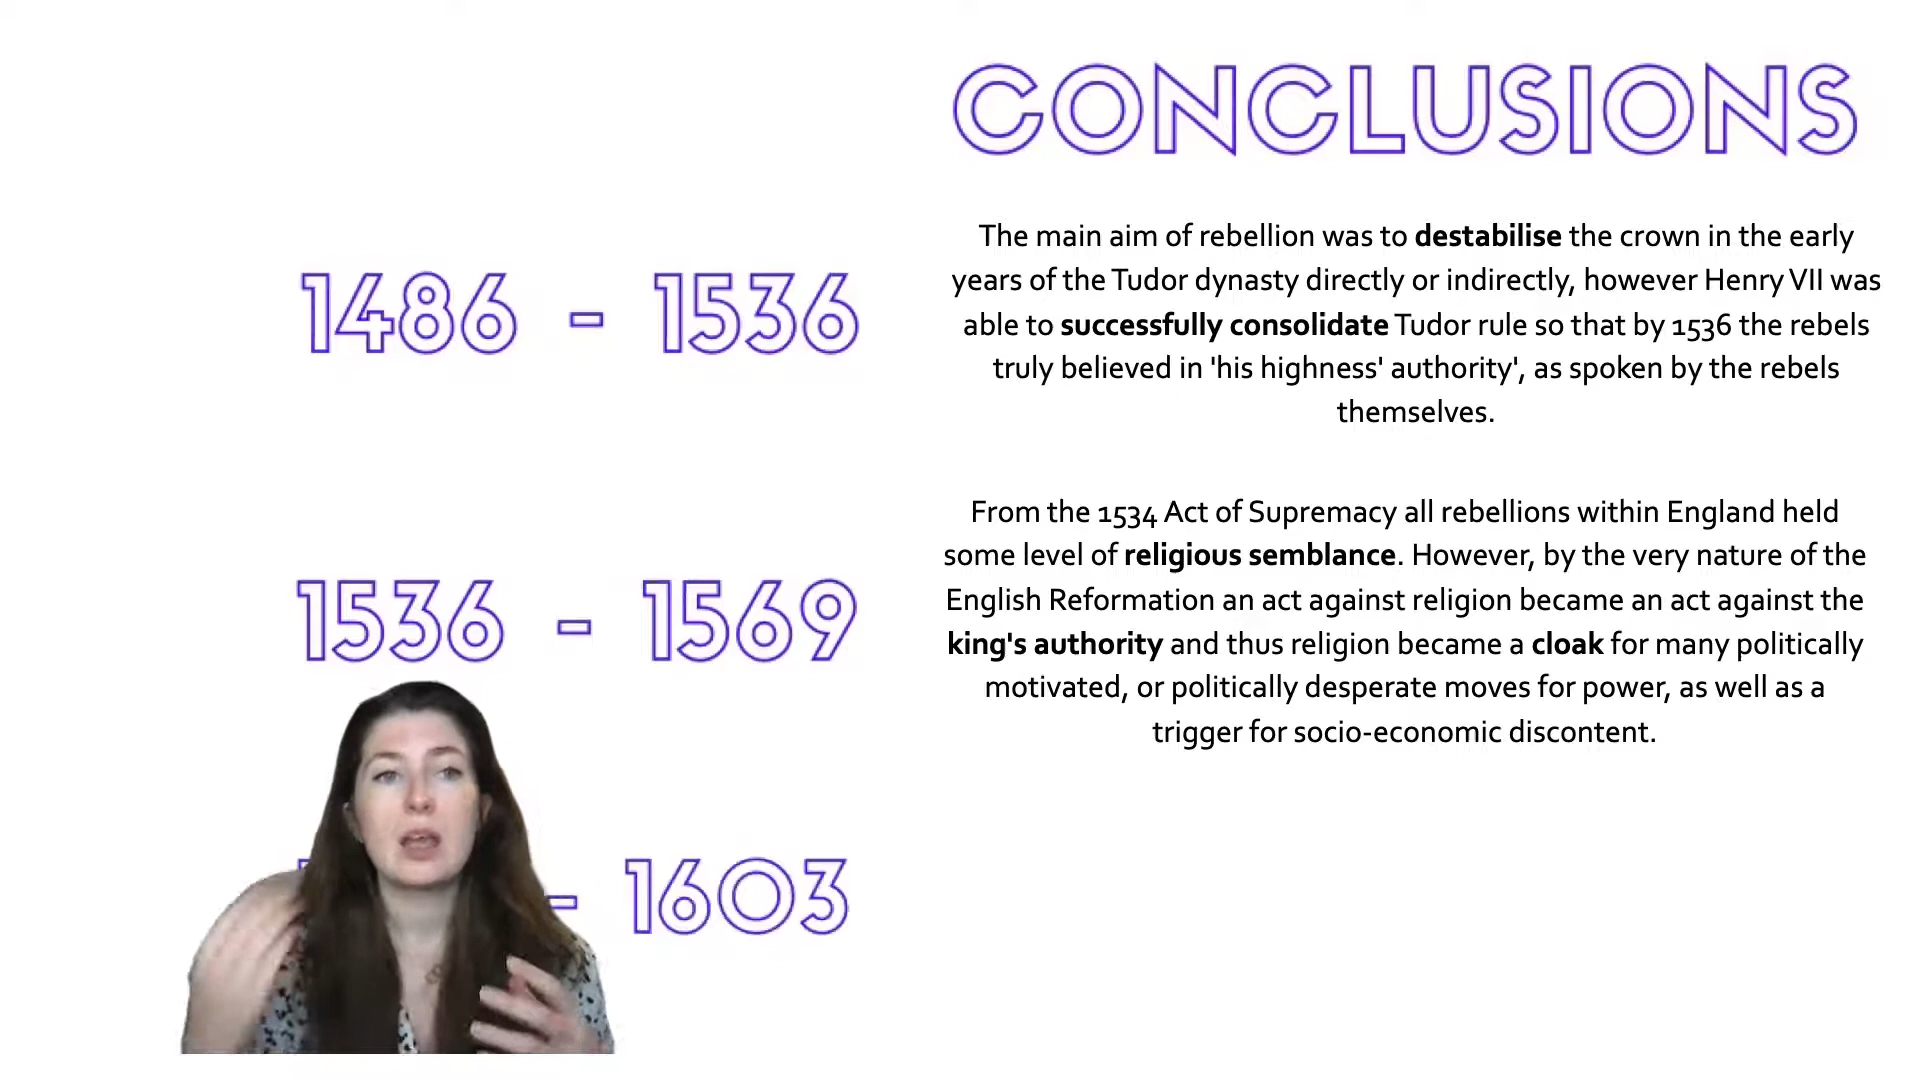 CONCLUSIONS
1486 - 1536
The main aim of rebellion was to destabilise the crown in the early
years of the Tudor dynasty directly or indirectly, however Henry VII was
able to successfully consolidate Tudor rule so that by 1536 the rebels
truly believed in 'his highness' authority', as spoken by the rebels
themselves.
1536 - 1569
From the 1534 Act of Supremacy all rebellions within England held
some level of religious semblance. However, by the very nature of the
English Reformation an act against religion became an act against the
king's authority and thus religion became a cloak for many politically
motivated, or politically desperate moves for power, as well as a
trigger for socio-economic discontent.
- 1603